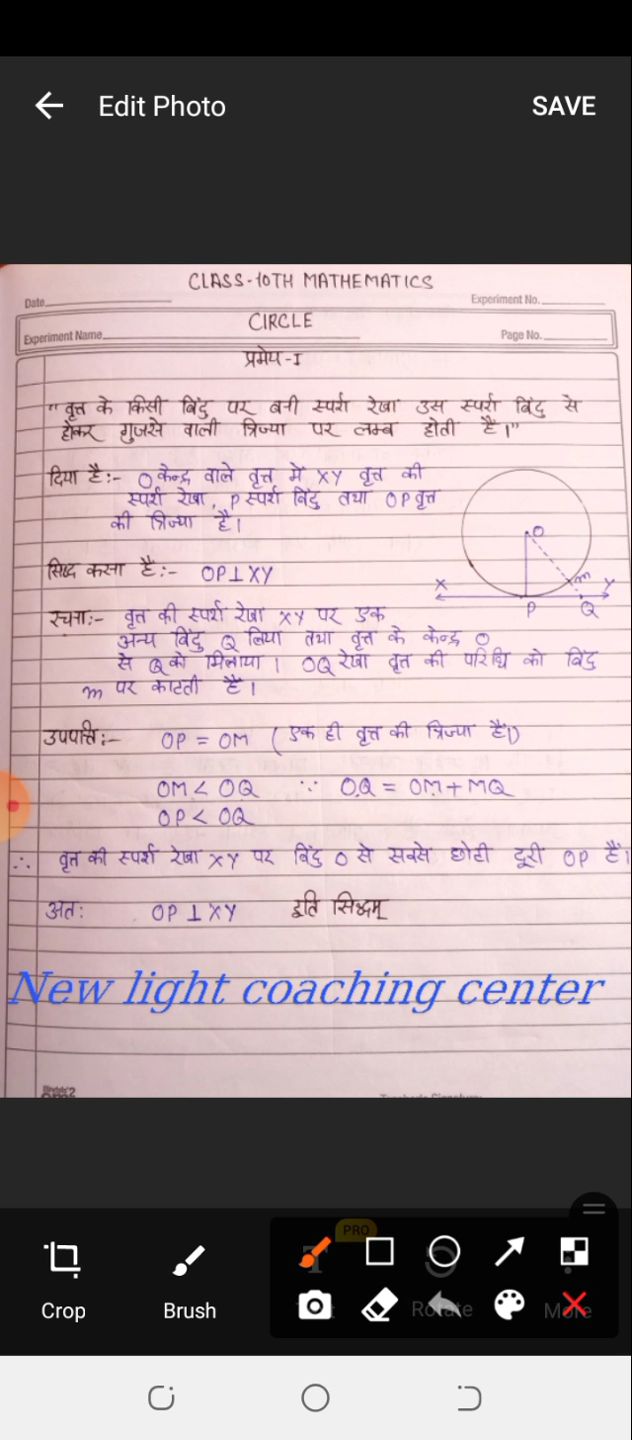 Edit Photo
SAVE
CLASS-10TH MATHEMATICS
Date
Experiment No.
CIRCLE
Experiment Name
Page No.
प्रमेय-I
"वृत्त के किसी बिंदु पर बनी स्पर्श रेखा उस स्पर्श बिंदु से
होकर गुजरने वाली त्रिज्या पर लम्ब होती है।"
दिया है:- O केन्द्र वाले वृत्त में XY वृत्त की
स्पर्श रेखा, P स्पर्श बिंदु तथा OP वृत्त
की त्रिज्या है।
O
सिद्ध करना है:- OP⊥XY
X
m
Y
P
Q
रचना:- वृत्त की स्पर्श रेखा XY पर एक
अन्य बिंदु Q लिया तथा वृत्त के केन्द्र O
से Q को मिलाया। OQ रेखा वृत्त की परिधि को बिंदु
m पर काटती है।
उपपत्ति:- OP = OM (एक ही वृत्त की त्रिज्या हैं।)
OM < OQ ∵ OQ = OM+MQ
OP < OQ
∴ वृत्त की स्पर्श रेखा XY पर बिंदु O से सबसे छोटी दूरी OP है।
अतः OP⊥XY इति सिद्धम्
New light coaching center
PRO
Crop
Brush
Rotate
More